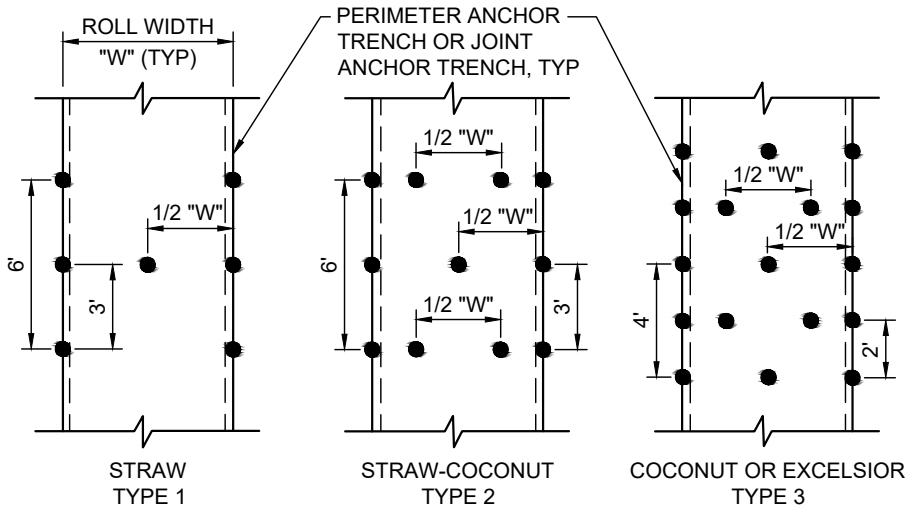 ROLL WIDTH
"W" (TYP)
PERIMETER ANCHOR
TRENCH OR JOINT
ANCHOR TRENCH, TYP
1/2 "W"
6'
3'
STRAW
TYPE 1
1/2 "W"
1/2 "W"
1/2 "W"
6'
3'
STRAW-COCONUT
TYPE 2
1/2 "W"
1/2 "W"
4'
2'
COCONUT OR EXCELSIOR
TYPE 3